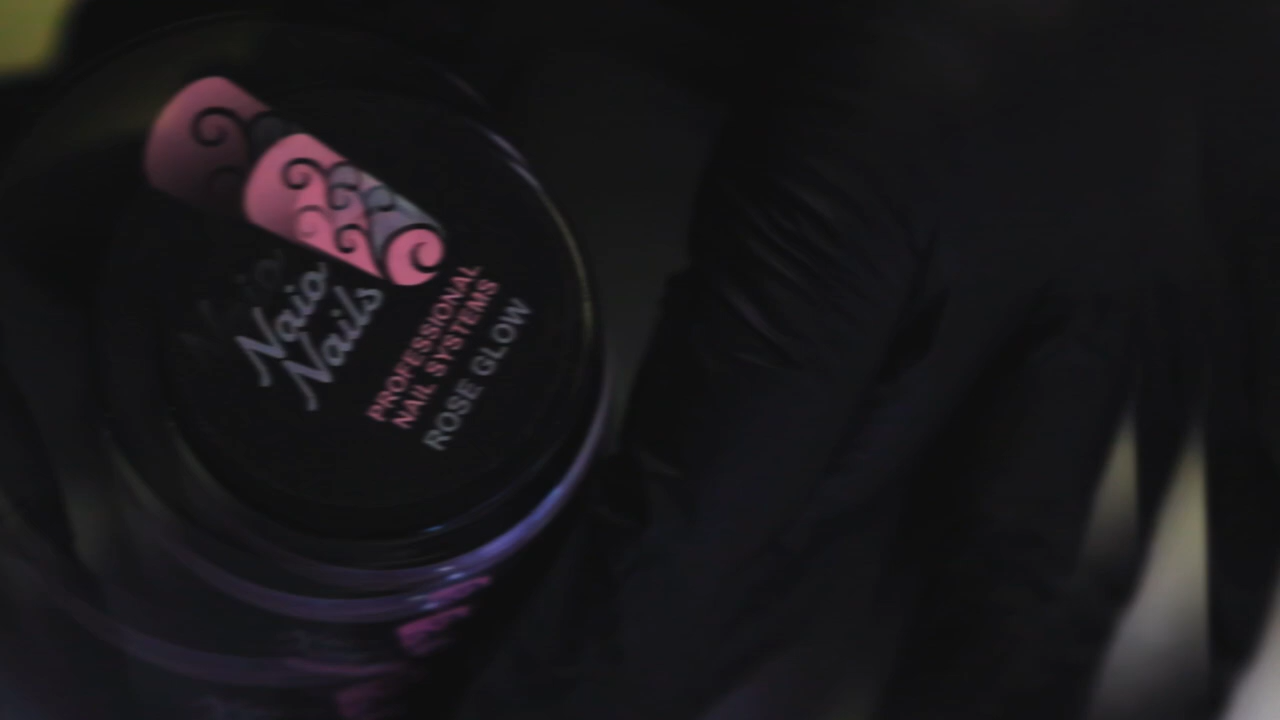 Naio
Nails
PROFESSIONAL
NAIL SYSTEMS
ROSE GLOW